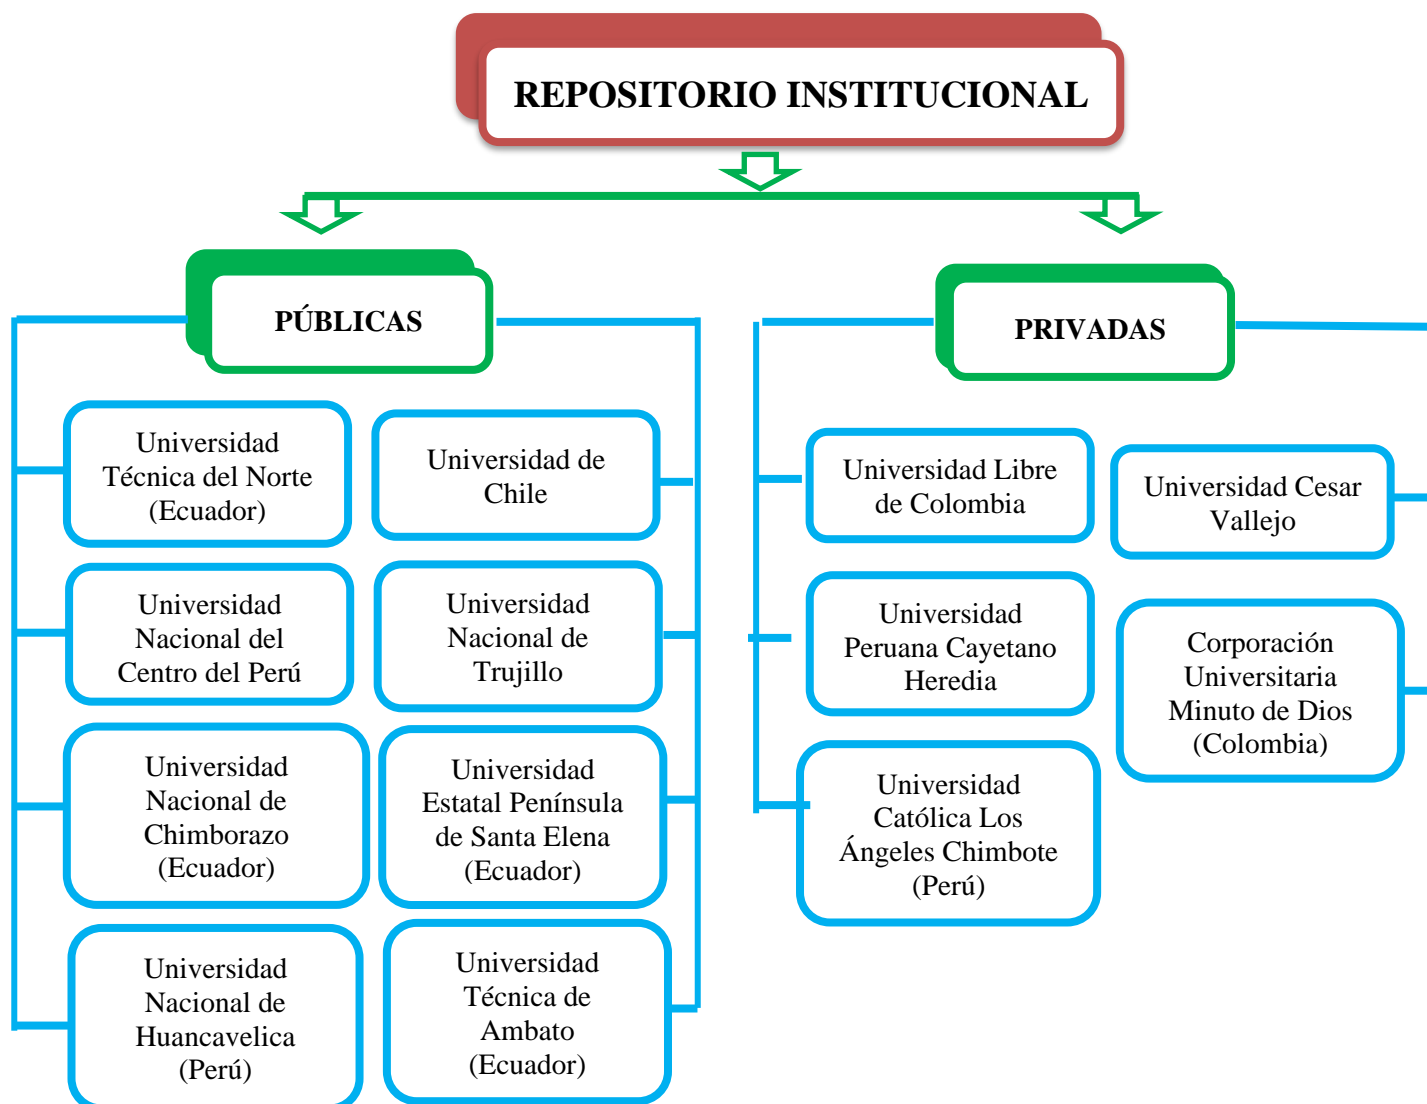 REPOSITORIO INSTITUCIONAL
PÚBLICAS
Universidad
Técnica del Norte
(Ecuador)
Universidad de
Chile
Universidad
Nacional del
Centro del Perú
Universidad
Nacional de
Trujillo
Universidad
Nacional de
Chimborazo
(Ecuador)
Universidad
Estatal Península
de Santa Elena
(Ecuador)
Universidad
Nacional de
Huancavelica
(Perú)
Universidad
Técnica de
Ambato
(Ecuador)
PRIVADAS
Universidad Libre
de Colombia
Universidad Cesar
Vallejo
Universidad
Peruana Cayetano
Heredia
Corporación
Universitaria
Minuto de Dios
(Colombia)
Universidad
Católica Los
Ángeles Chimbote
(Perú)